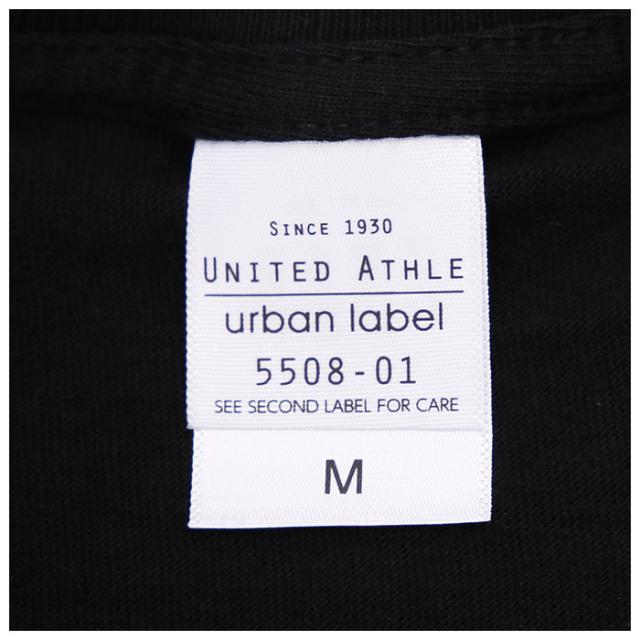 SINCE 1930
UNITED ATHLE
urban label
5508-01
SEE SECOND LABEL FOR CARE
M